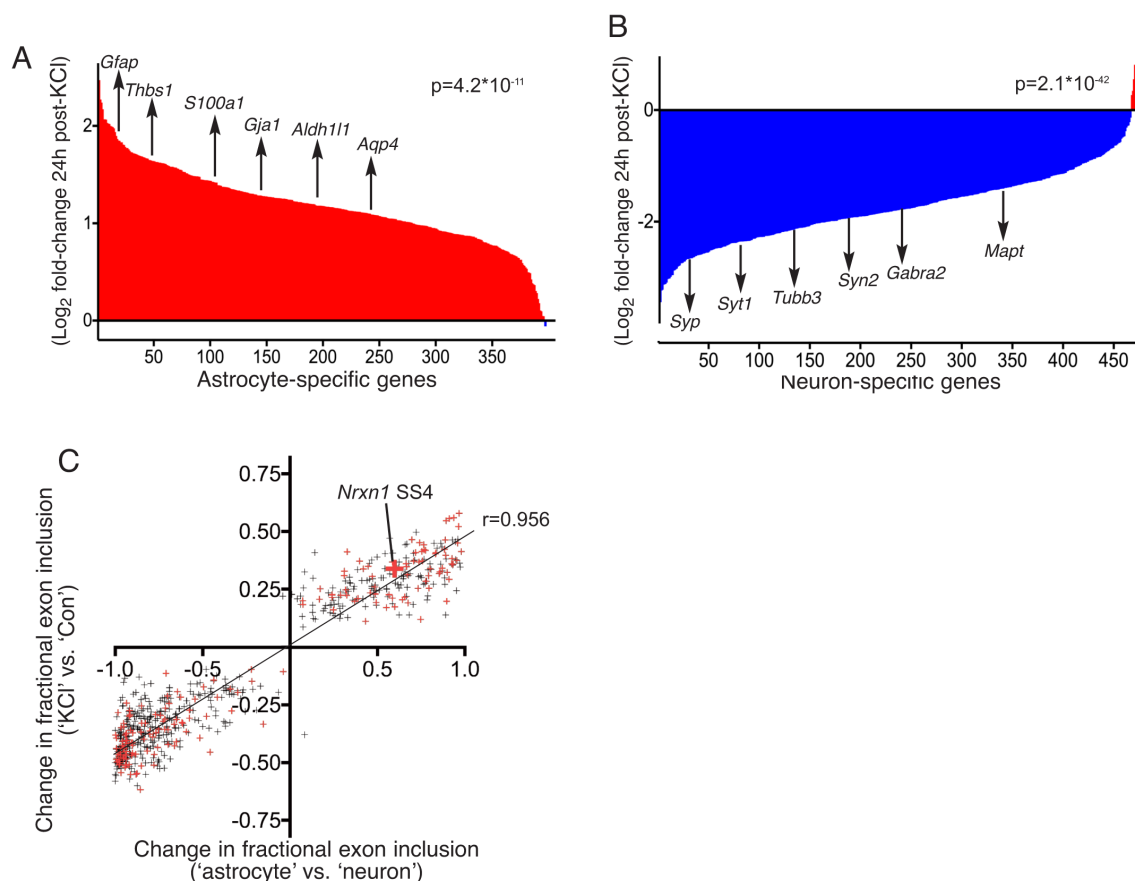 A
(Log2 fold-change 24h post-KCl)
2
1
0
Gfap
Thbs1
S100a1
Gja1
Aldh1l1
Aqp4
p=4.2*10-11
50 100 150 200 250 300 350
Astrocyte-specific genes
B
(Log2 fold-change 24h post-KCl)
0
-2
p=2.1*10-42
Syp
Syt1
Tubb3
Syn2
Gabra2
Mapt
50 100 150 200 250 300 350 400 450
Neuron-specific genes
C
Change in fractional exon inclusion
('KCl' vs. 'Con')
0.75
0.50
0.25
-0.25
-0.50
-0.75
Nrxn1 SS4
r=0.956
-1.0 -0.5 0.5 1.0
Change in fractional exon inclusion
('astrocyte' vs. 'neuron')